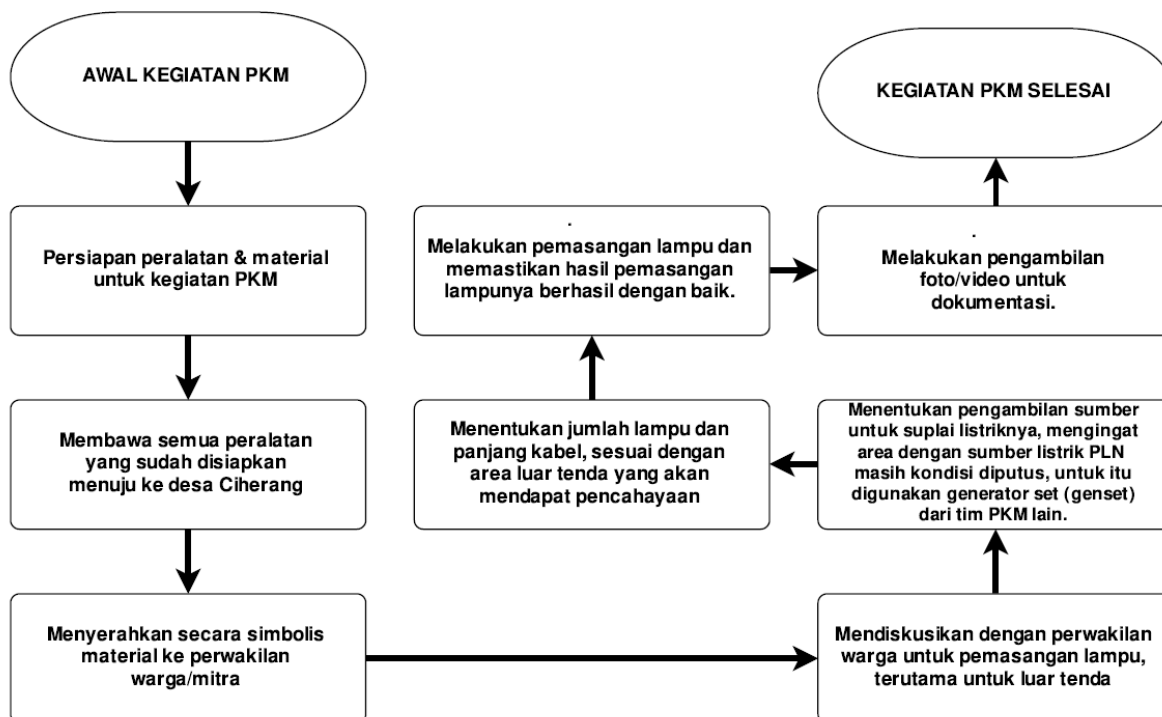 AWAL KEGIATAN PKM
Persiapan peralatan & material
untuk kegiatan PKM
Membawa semua peralatan
yang sudah disiapkan
menuju ke desa Ciherang
Menyerahkan secara simbolis
material ke perwakilan
warga/mitra
Mendiskusikan dengan perwakilan
warga untuk pemasangan lampu,
terutama untuk luar tenda
Menentukan pengambilan sumber
untuk suplai listriknya, mengingat
area dengan sumber listrik PLN
masih kondisi diputus, untuk itu
digunakan generator set (genset)
dari tim PKM lain.
Menentukan jumlah lampu dan
panjang kabel, sesuai dengan
area luar tenda yang akan
mendapat pencahayaan
.
Melakukan pemasangan lampu dan
memastikan hasil pemasangan
lampunya berhasil dengan baik.
.
Melakukan pengambilan
foto/video untuk
dokumentasi.
KEGIATAN PKM SELESAI